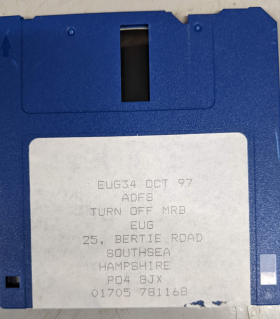 EUG34 OCT 97
ADFS
TURN OFF MRB
EUG
25, BERTIE ROAD
SOUTHSEA
HAMPSHIRE
PO4 8JX
01705 781168